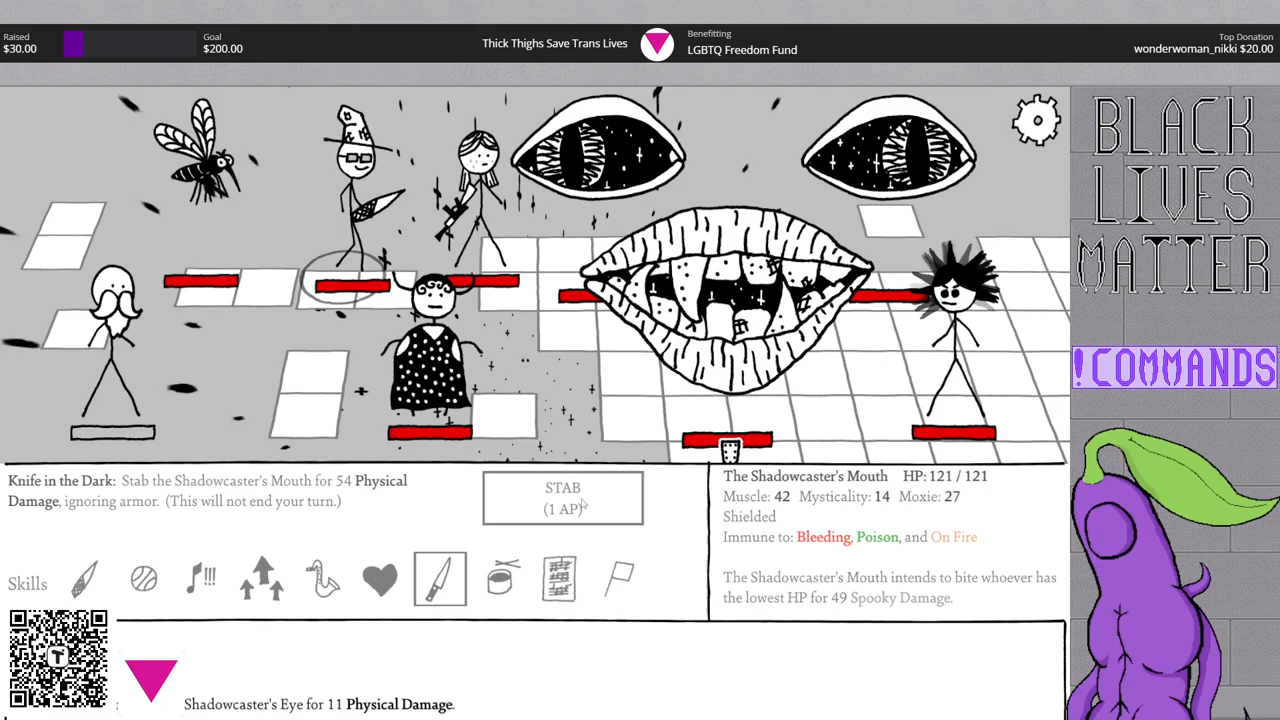 Raised
$30.00
Goal
$200.00
Thick Thighs Save Trans Lives
Benefitting
LGBTQ Freedom Fund
Top Donation
wonderwoman_nikki $20.00
BLACK
LIVES
MATTER
!COMMANDS
Knife in the Dark: Stab the Shadowcaster's Mouth for 54 Physical
Damage, ignoring armor. (This will not end your turn.)
STAB
(1 AP)
Skills
The Shadowcaster's Mouth HP: 121 / 121
Muscle: 42 Mysticality: 14 Moxie: 27
Shielded
Immune to: Bleeding, Poison, and On Fire
The Shadowcaster's Mouth intends to bite whoever has
the lowest HP for 49 Spooky Damage.
T
Shadowcaster's Eye for 11 Physical Damage.